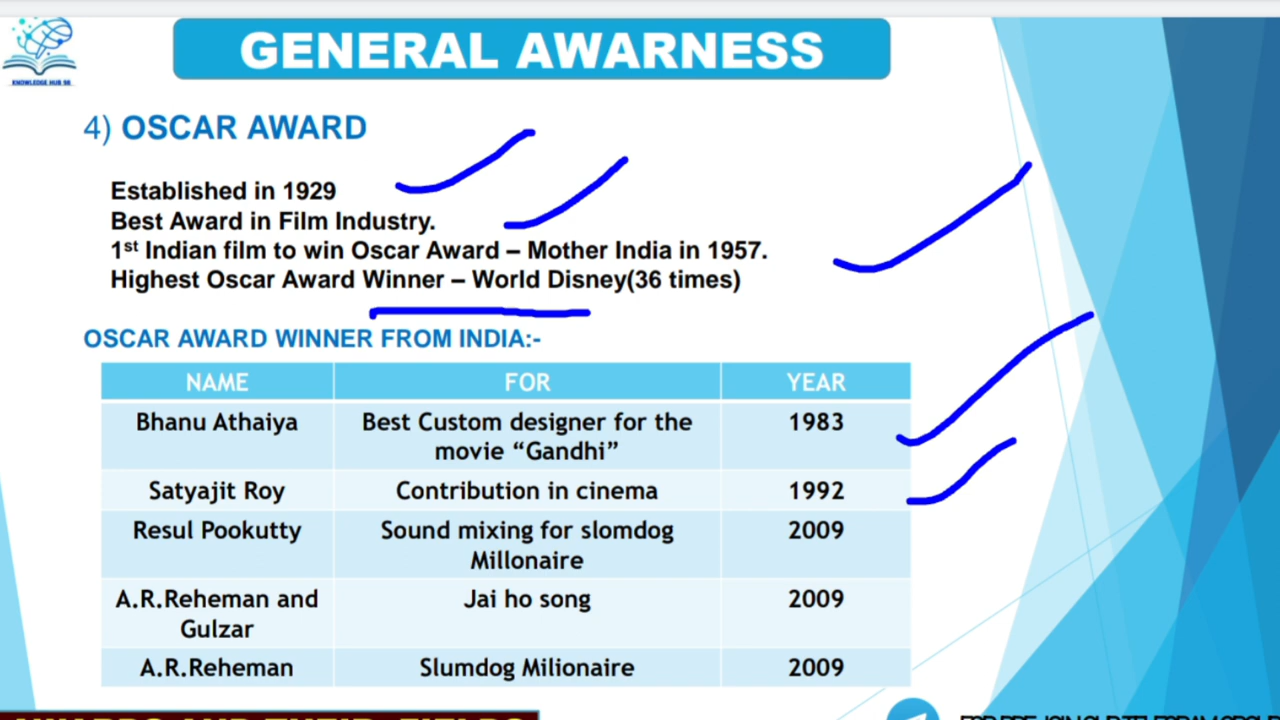 KNOWLEDGE HUB 98
GENERAL AWARNESS
4) OSCAR AWARD
Established in 1929
Best Award in Film Industry.
1st Indian film to win Oscar Award – Mother India in 1957.
Highest Oscar Award Winner – World Disney(36 times)
OSCAR AWARD WINNER FROM INDIA:-
NAME FOR YEAR
Bhanu Athaiya Best Custom designer for the 1983
movie “Gandhi”
Satyajit Roy Contribution in cinema 1992
Resul Pookutty Sound mixing for slomdog 2009
Millonaire
A.R.Reheman and Jai ho song 2009
Gulzar
A.R.Reheman Slumdog Milionaire 2009
AWARDS AND THEIR FIELDS